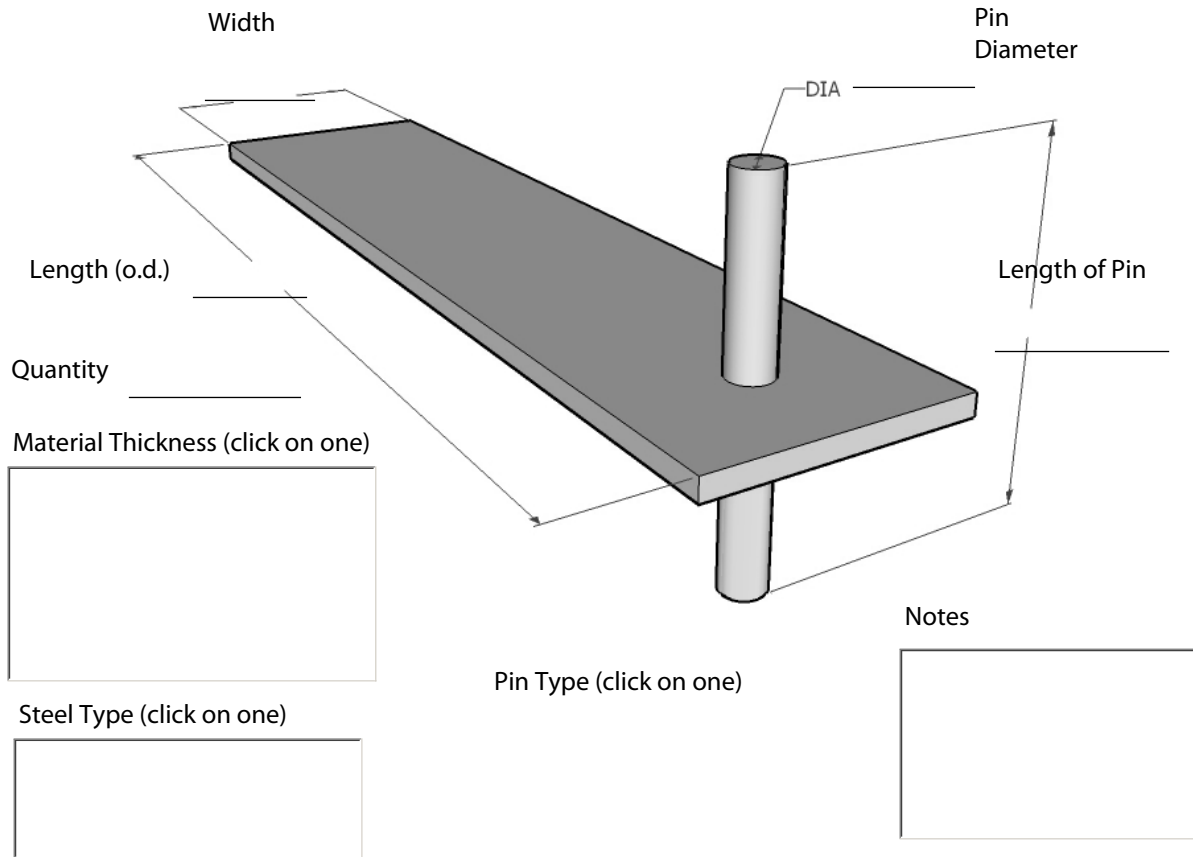 Width
Pin
Diameter
DIA
Length (o.d.)
Length of Pin
Quantity
Material Thickness (click on one)
Notes
Pin Type (click on one)
Steel Type (click on one)